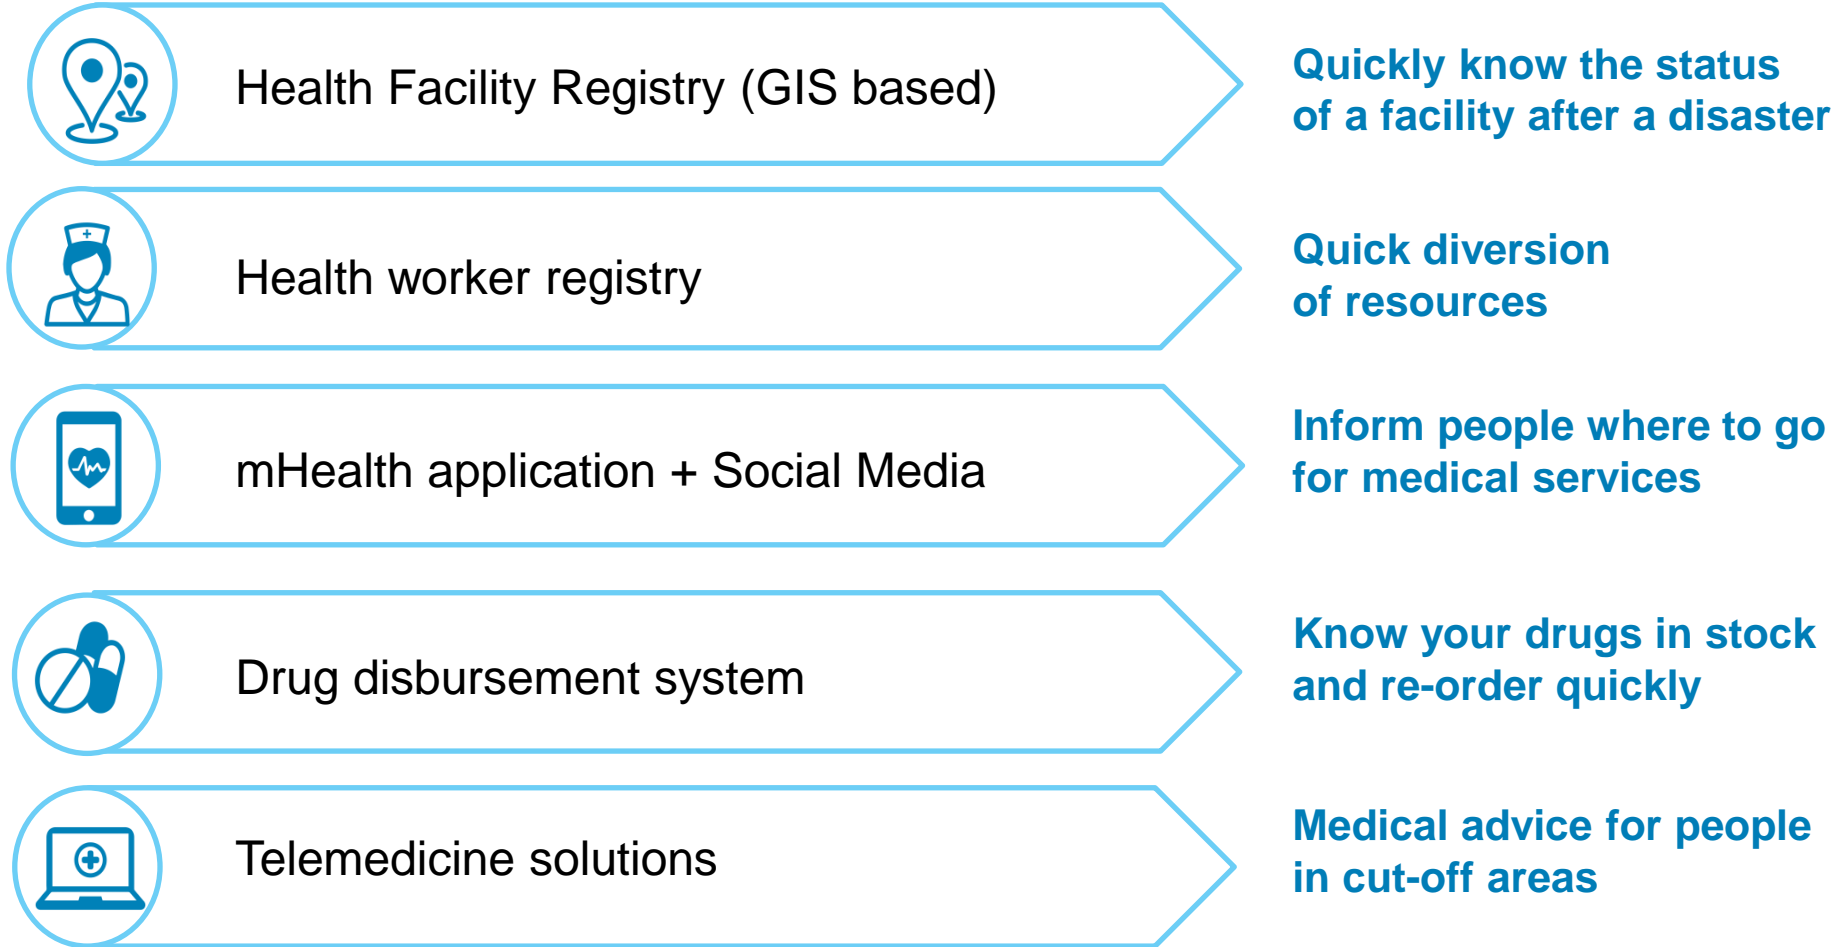 Health Facility Registry (GIS based)
Quickly know the status
of a facility after a disaster
Health worker registry
Quick diversion
of resources
mHealth application + Social Media
Inform people where to go
for medical services
Drug disbursement system
Know your drugs in stock
and re-order quickly
Telemedicine solutions
Medical advice for people
in cut-off areas